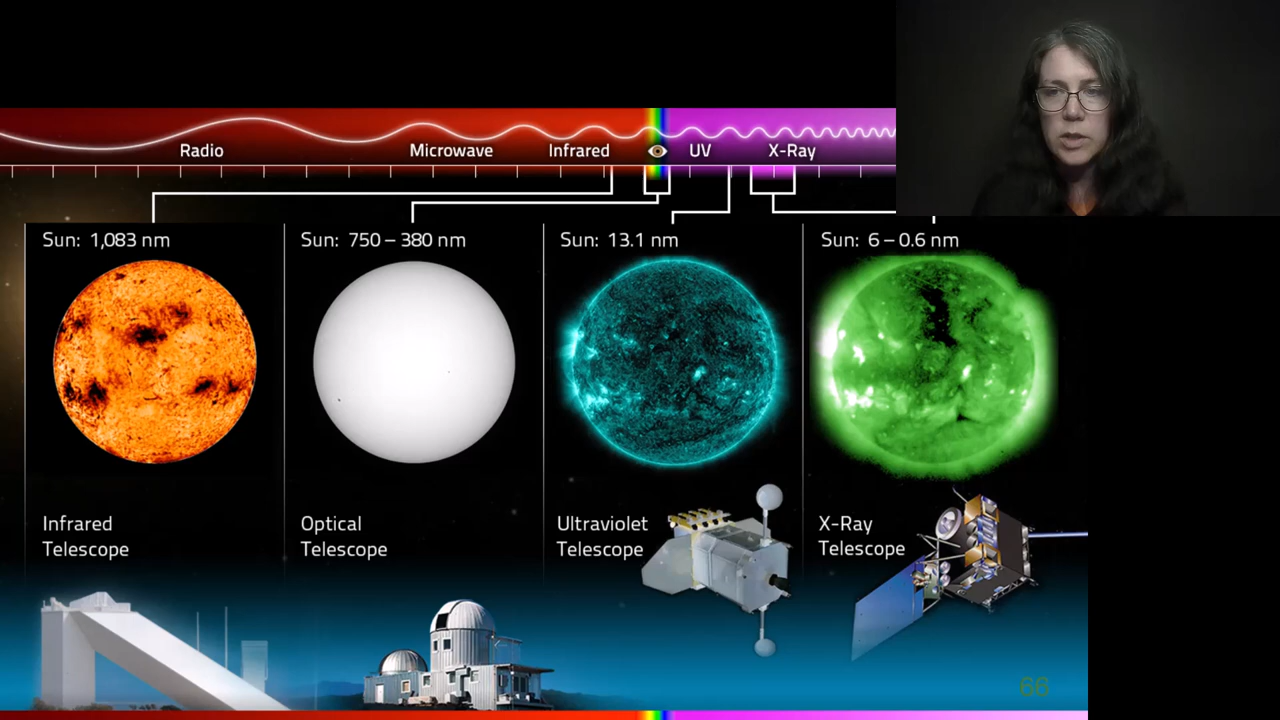 Radio
Microwave
Infrared
UV
X-Ray
Sun: 1,083 nm
Sun: 750 – 380 nm
Sun: 13.1 nm
Sun: 6 – 0.6 nm
Infrared
Telescope
Optical
Telescope
Ultraviolet
Telescope
X-Ray
Telescope
66